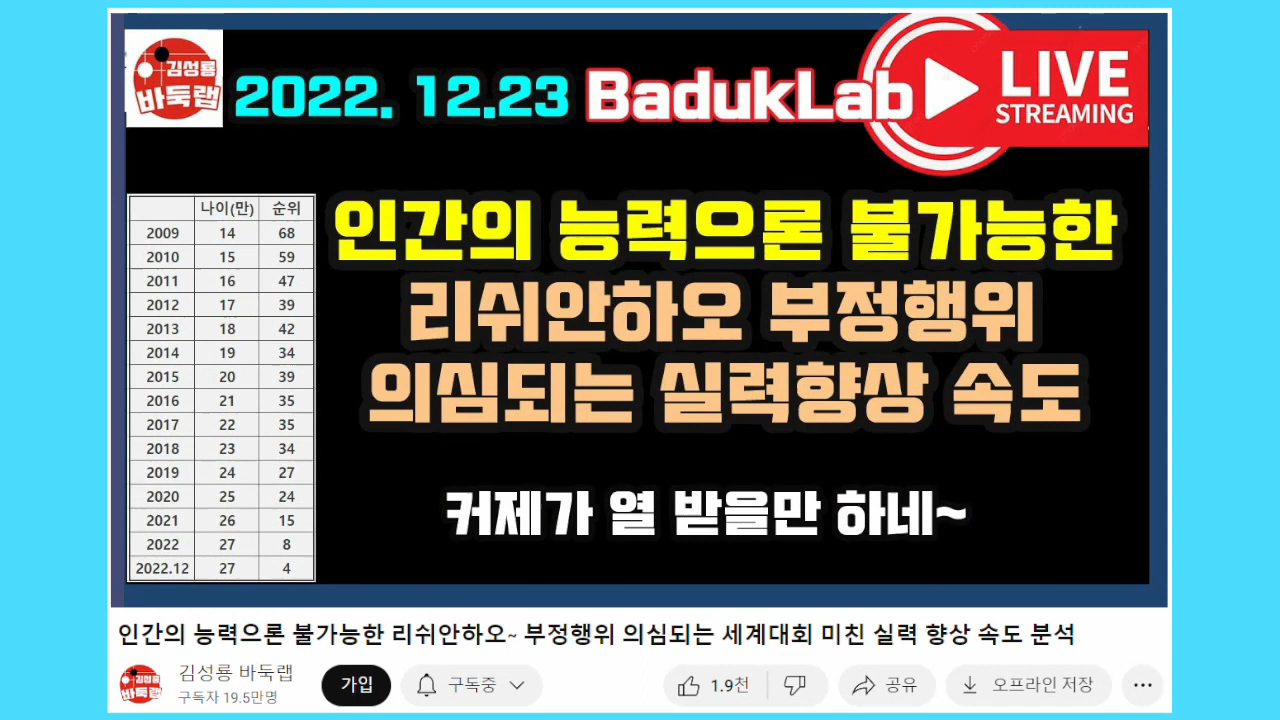 김성룡
바둑랩
2022. 12.23 BadukLab
LIVE
STREAMING
나이(만) 순위
2009 14 68
2010 15 59
2011 16 47
2012 17 39
2013 18 42
2014 19 34
2015 20 39
2016 21 35
2017 22 35
2018 23 34
2019 24 27
2020 25 24
2021 26 15
2022 27 8
2022.12 27 4
인간의 능력으론 불가능한
리쉬안하오 부정행위
의심되는 실력향상 속도
커제가 열 받을만 하네~
인간의 능력으론 불가능한 리쉬안하오~ 부정행위 의심되는 세계대회 미친 실력 향상 속도 분석
김성룡
바둑랩
김성룡 바둑랩
구독자 19.5만명
가입
구독중
1.9천
공유
오프라인 저장